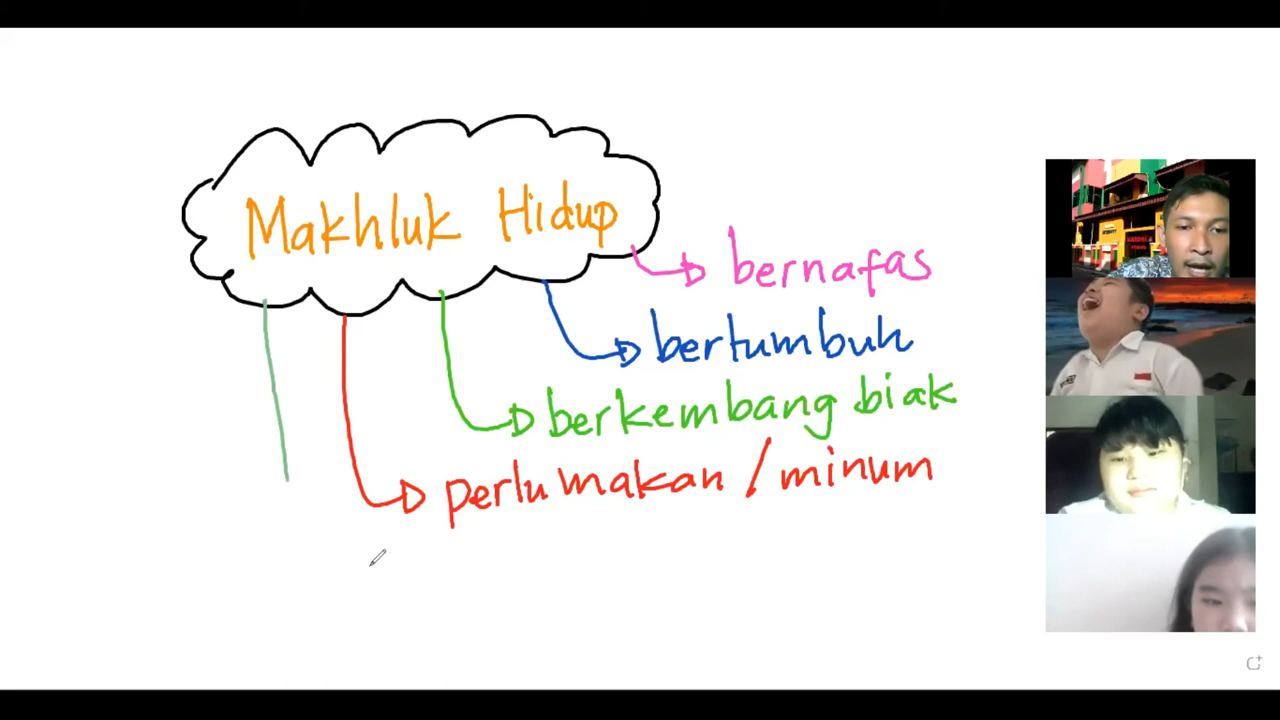 Makhluk Hidup
bernafas
bertumbuh
berkembang biak
perlu makan / minum